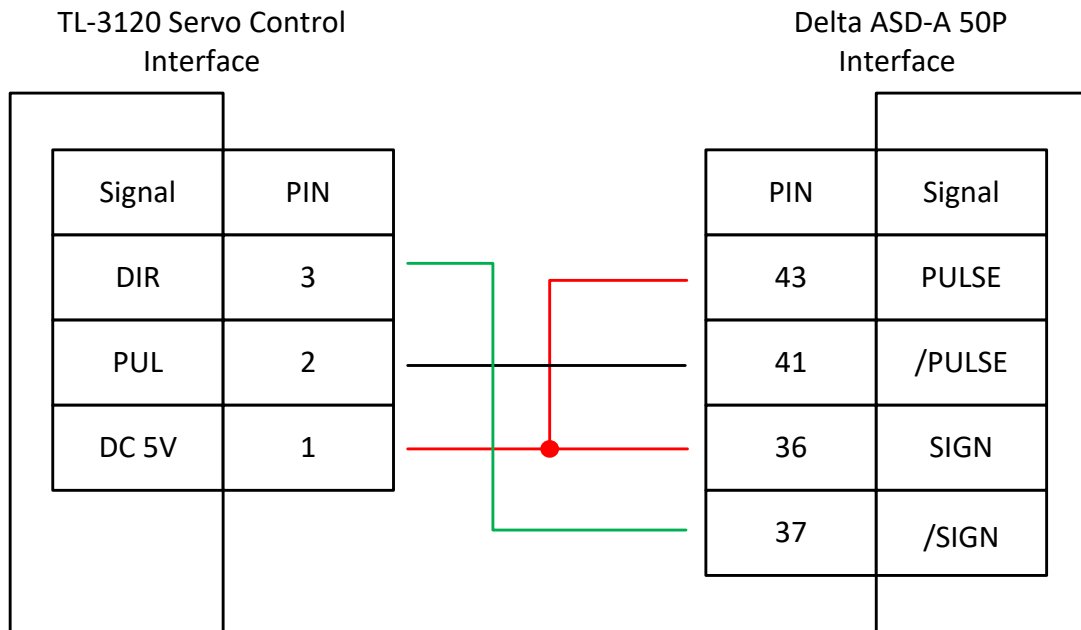 TL-3120 Servo Control
Interface
Signal PIN
DIR 3
PUL 2
DC 5V 1
Delta ASD-A 50P
Interface
PIN Signal
43 PULSE
41 /PULSE
36 SIGN
37 /SIGN